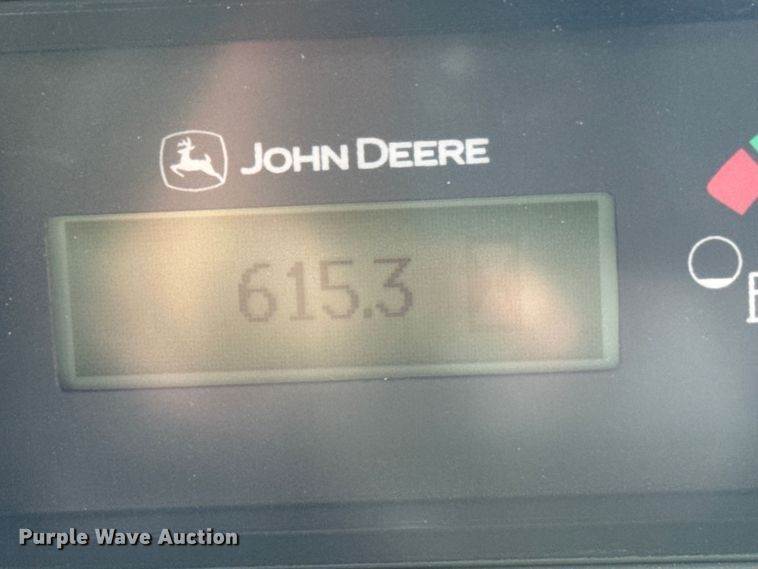 JOHN DEERE
615.3
Purple Wave Auction